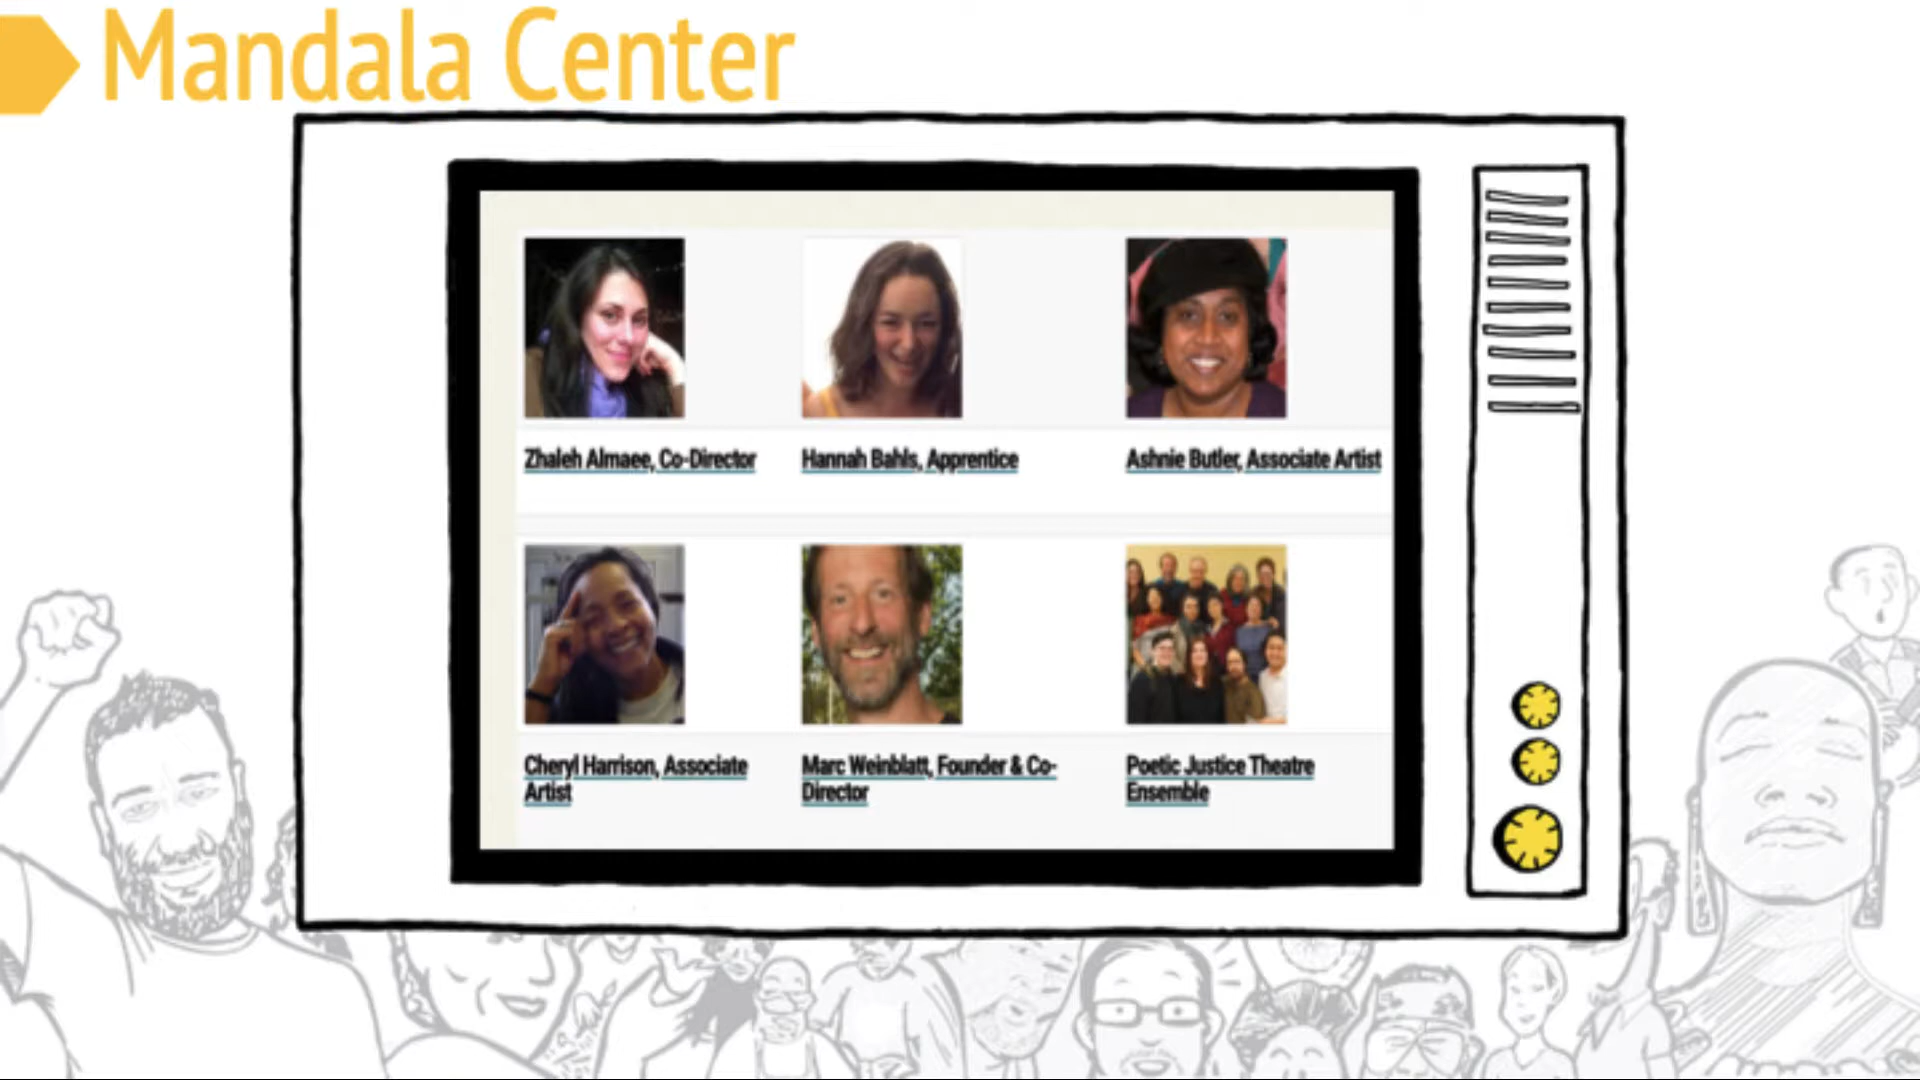 Mandala Center
Zhaleh Almaee, Co-Director
Hannah Bahls, Apprentice
Ashnie Butler, Associate Artist
Cheryl Harrison, Associate
Artist
Marc Weinblatt, Founder & Co-
Director
Poetic Justice Theatre
Ensemble